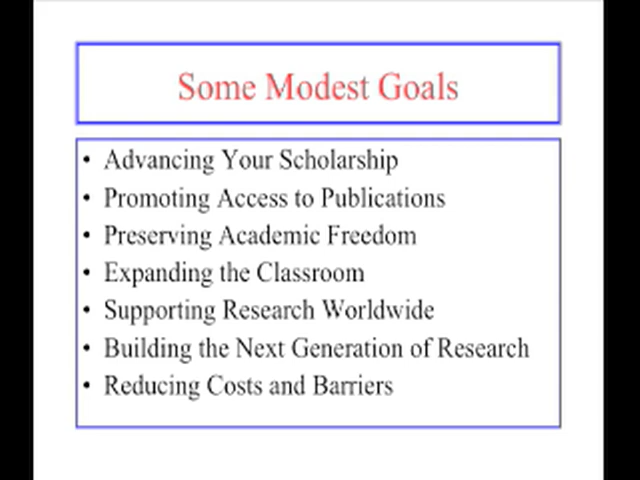 Some Modest Goals
• Advancing Your Scholarship
• Promoting Access to Publications
• Preserving Academic Freedom
• Expanding the Classroom
• Supporting Research Worldwide
• Building the Next Generation of Research
• Reducing Costs and Barriers